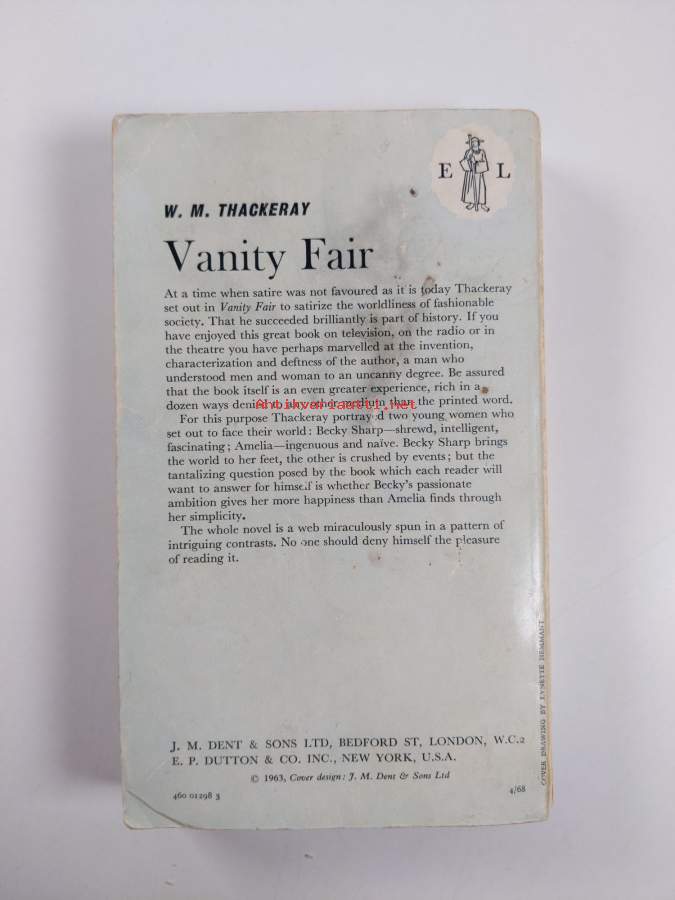 E L
W. M. THACKERAY
Vanity Fair
At a time when satire was not favoured as it is today Thackeray
set out in Vanity Fair to satirize the worldliness of fashionable
society. That he succeeded brilliantly is part of history. If you
have enjoyed this great book on television, on the radio or in
the theatre you have perhaps marvelled at the invention,
characterization and deftness of the author, a man who
understood men and woman to an uncanny degree. Be assured
that the book itself is an even greater experience, rich in a
dozen ways denied to any other medium than the printed word.
Antikvariaatti.net
For this purpose Thackeray portrayed two young women who
set out to face their world: Becky Sharp—shrewd, intelligent,
fascinating; Amelia—ingenuous and naïve. Becky Sharp brings
the world to her feet, the other is crushed by events; but the
tantalizing question posed by the book which each reader will
want to answer for himself is whether Becky's passionate
ambition gives her more happiness than Amelia finds through
her simplicity.
The whole novel is a web miraculously spun in a pattern of
intriguing contrasts. No one should deny himself the pleasure
of reading it.
COVER DRAWING BY LYNETTE HEMMANT
J. M. DENT & SONS LTD, BEDFORD ST, LONDON, W.C.2
E. P. DUTTON & CO. INC., NEW YORK, U.S.A.
© 1963, Cover design: J. M. Dent & Sons Ltd
460 01298 3
4/68